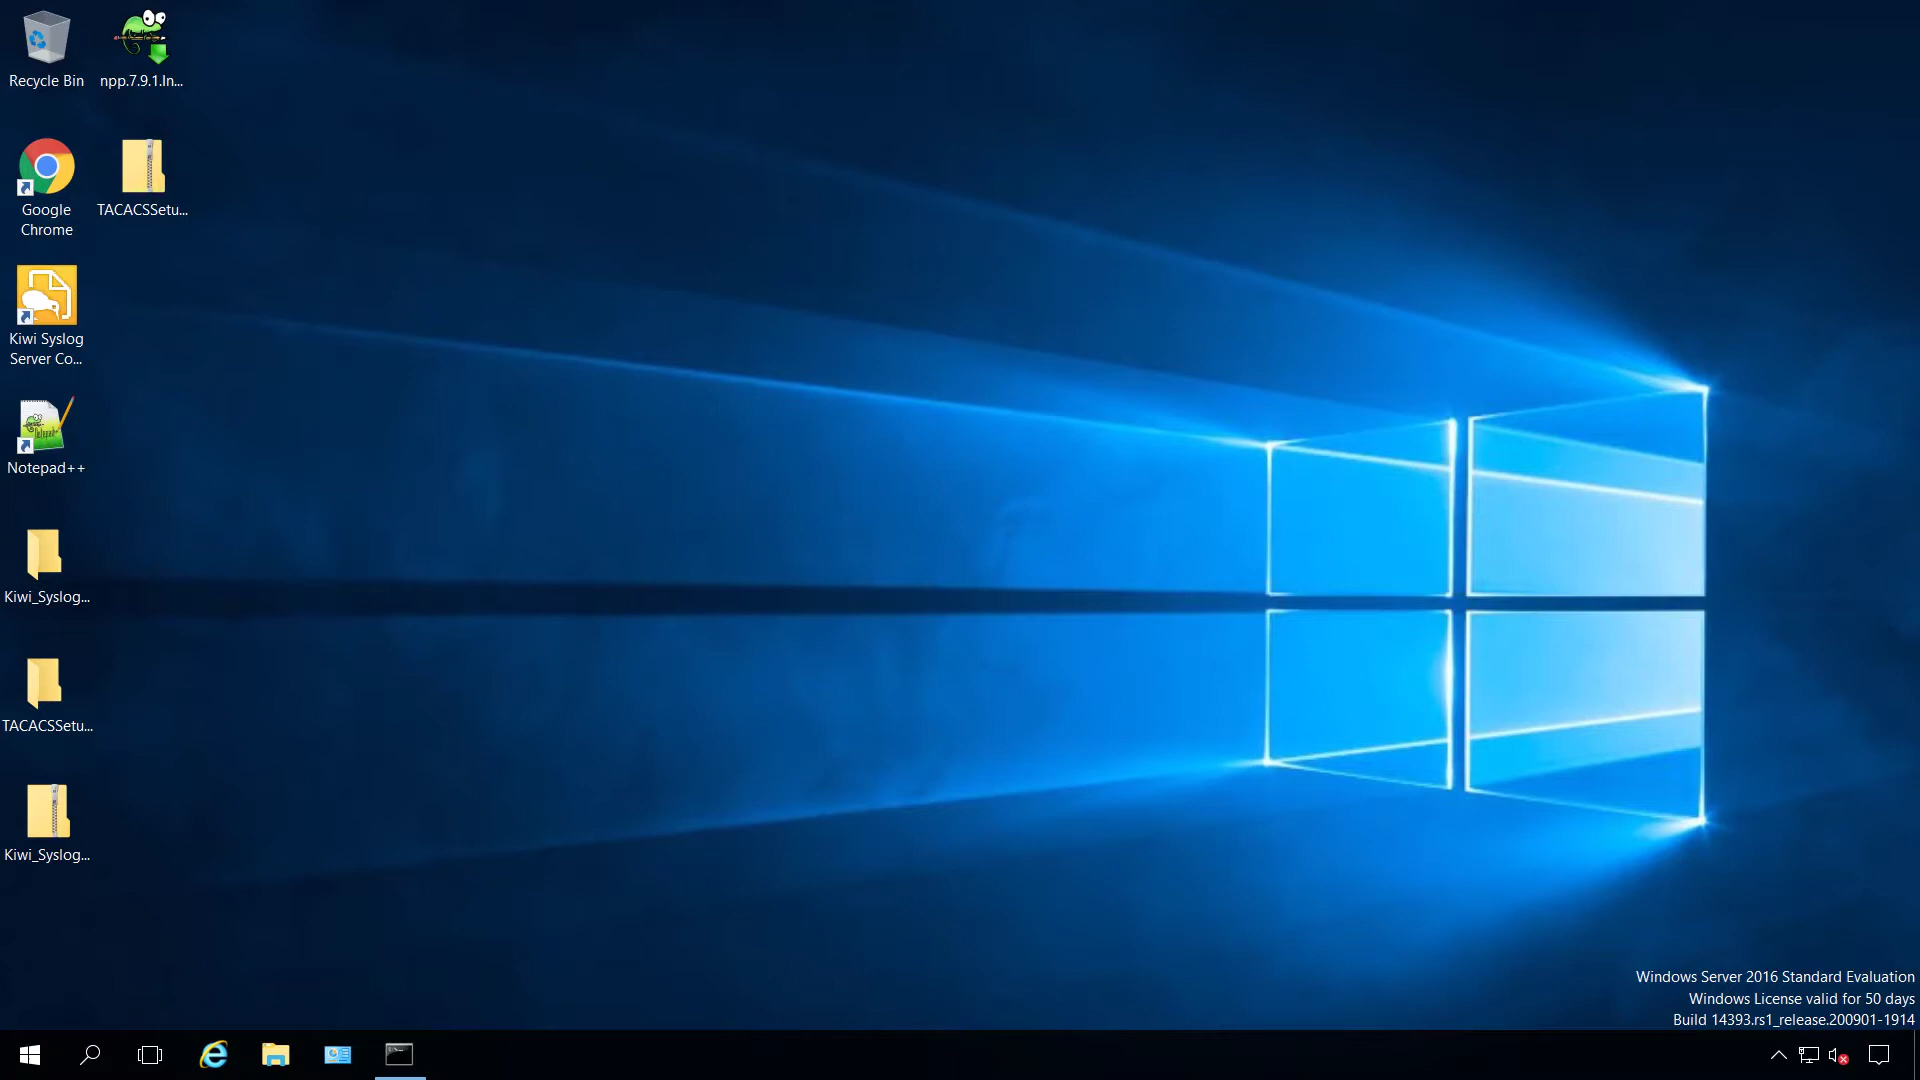 Recycle Bin
npp.7.9.1.In...
Google
Chrome
TACACSSetu...
Kiwi Syslog
Server Co...
Notepad++
Kiwi_Syslog...
TACACSSetu...
Kiwi_Syslog...
Windows Server 2016 Standard Evaluation
Windows License valid for 50 days
Build 14393.rs1_release.200901-1914